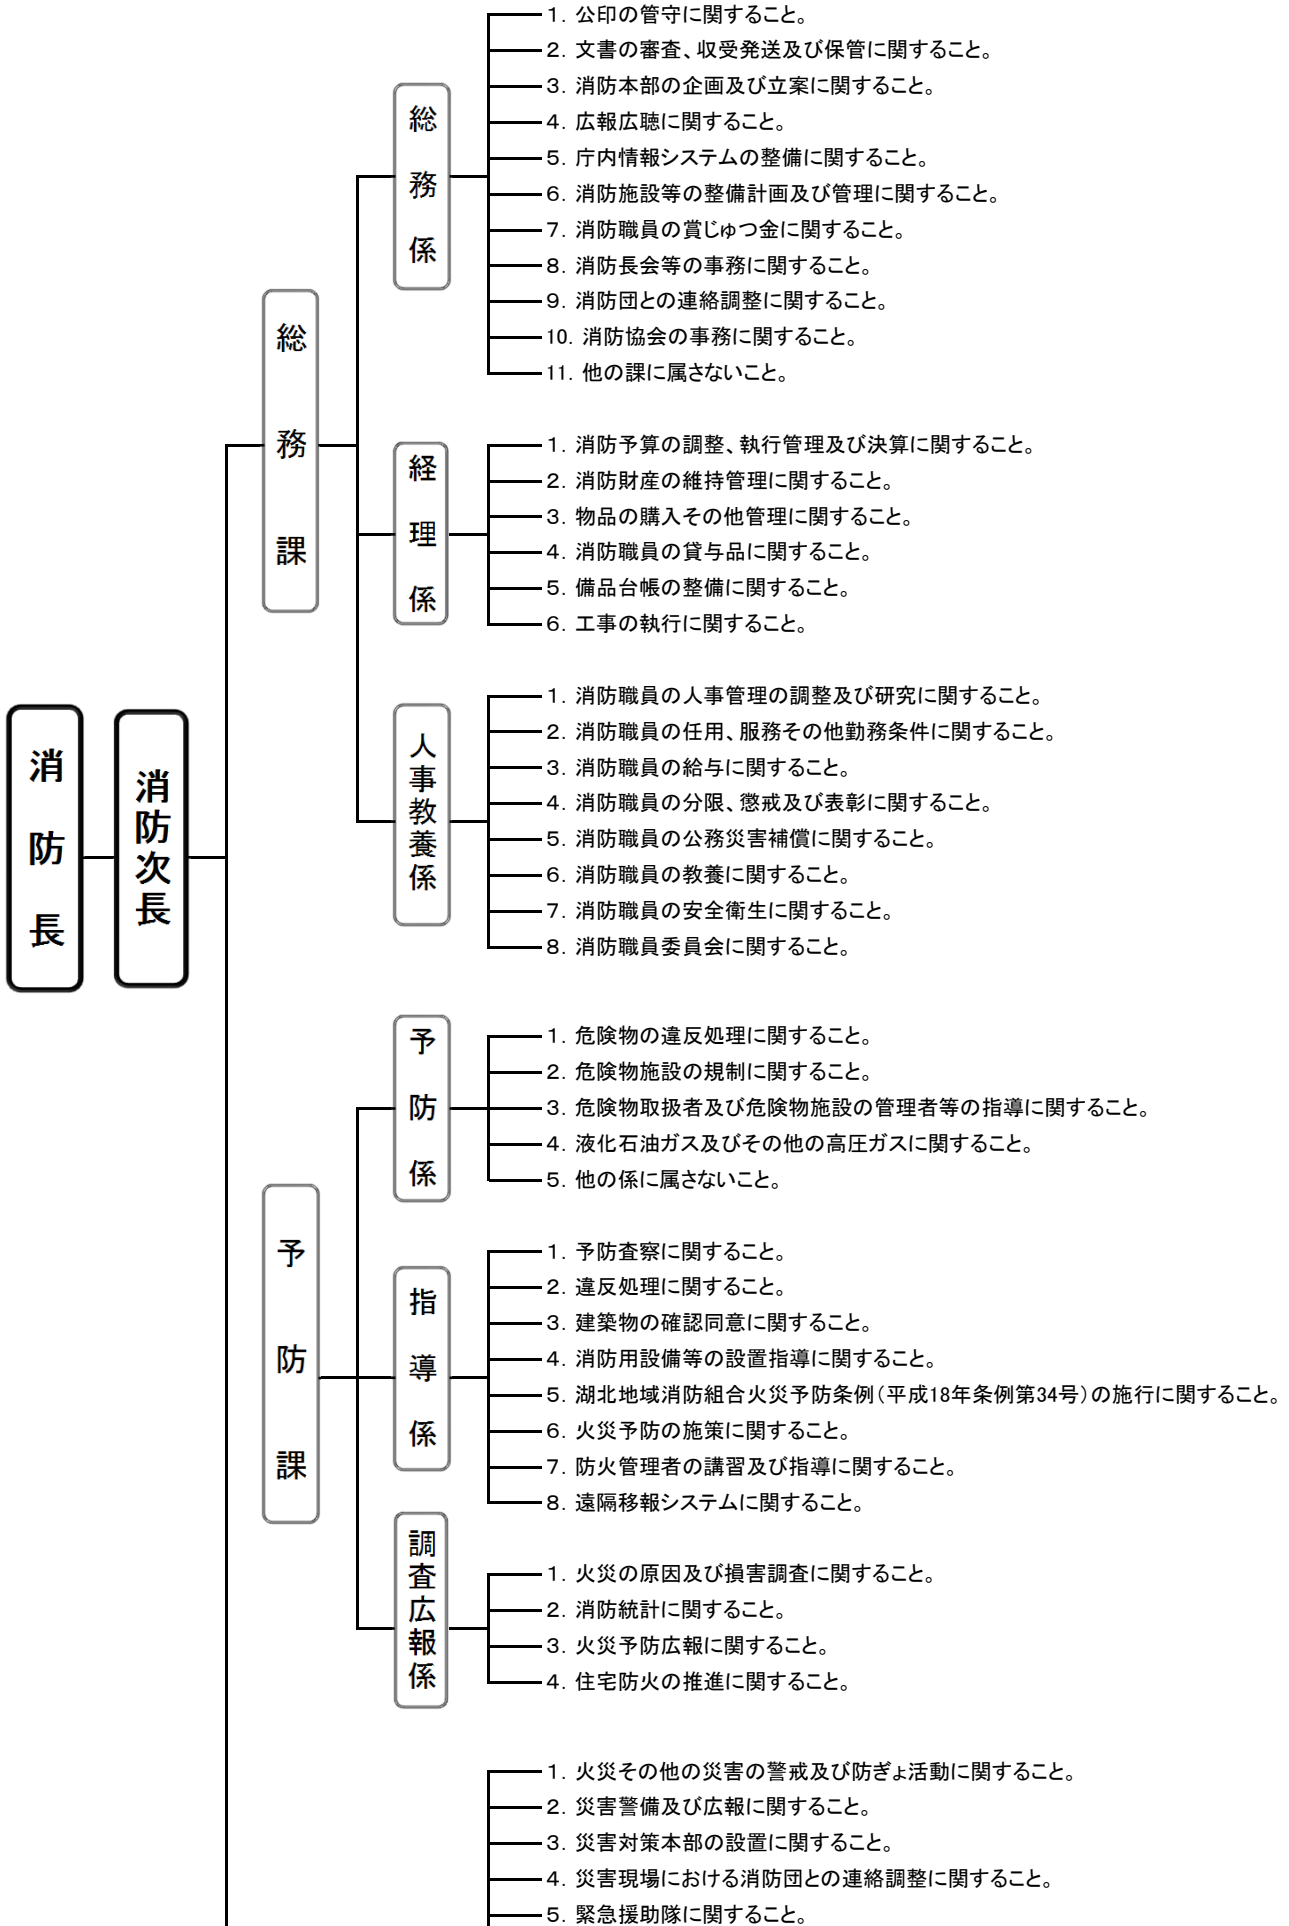 消防長
消防次長
総務課
総務係
1. 公印の管守に関すること。
2. 文書の審査、収受発送及び保管に関すること。
3. 消防本部の企画及び立案に関すること。
4. 広報広聴に関すること。
5. 庁内情報システムの整備に関すること。
6. 消防施設等の整備計画及び管理に関すること。
7. 消防職員の賞じゅつ金に関すること。
8. 消防長会等の事務に関すること。
9. 消防団との連絡調整に関すること。
10. 消防協会の事務に関すること。
11. 他の課に属さないこと。
経理係
1. 消防予算の調整、執行管理及び決算に関すること。
2. 消防財産の維持管理に関すること。
3. 物品の購入その他管理に関すること。
4. 消防職員の貸与品に関すること。
5. 備品台帳の整備に関すること。
6. 工事の執行に関すること。
人事教養係
1. 消防職員の人事管理の調整及び研究に関すること。
2. 消防職員の任用、服務その他勤務条件に関すること。
3. 消防職員の給与に関すること。
4. 消防職員の分限、懲戒及び表彰に関すること。
5. 消防職員の公務災害補償に関すること。
6. 消防職員の教養に関すること。
7. 消防職員の安全衛生に関すること。
8. 消防職員委員会に関すること。
予防課
予防係
1. 危険物の違反処理に関すること。
2. 危険物施設の規制に関すること。
3. 危険物取扱者及び危険物施設の管理者等の指導に関すること。
4. 液化石油ガス及びその他の高圧ガスに関すること。
5. 他の係に属さないこと。
指導係
1. 予防査察に関すること。
2. 違反処理に関すること。
3. 建築物の確認同意に関すること。
4. 消防用設備等の設置指導に関すること。
5. 湖北地域消防組合火災予防条例(平成18年条例第34号)の施行に関すること。
6. 火災予防の施策に関すること。
7. 防火管理者の講習及び指導に関すること。
8. 遠隔移報システムに関すること。
調査広報係
1. 火災の原因及び損害調査に関すること。
2. 消防統計に関すること。
3. 火災予防広報に関すること。
4. 住宅防火の推進に関すること。
1. 火災その他の災害の警戒及び防ぎょ活動に関すること。
2. 災害警備及び広報に関すること。
3. 災害対策本部の設置に関すること。
4. 災害現場における消防団との連絡調整に関すること。
5. 緊急援助隊に関すること。